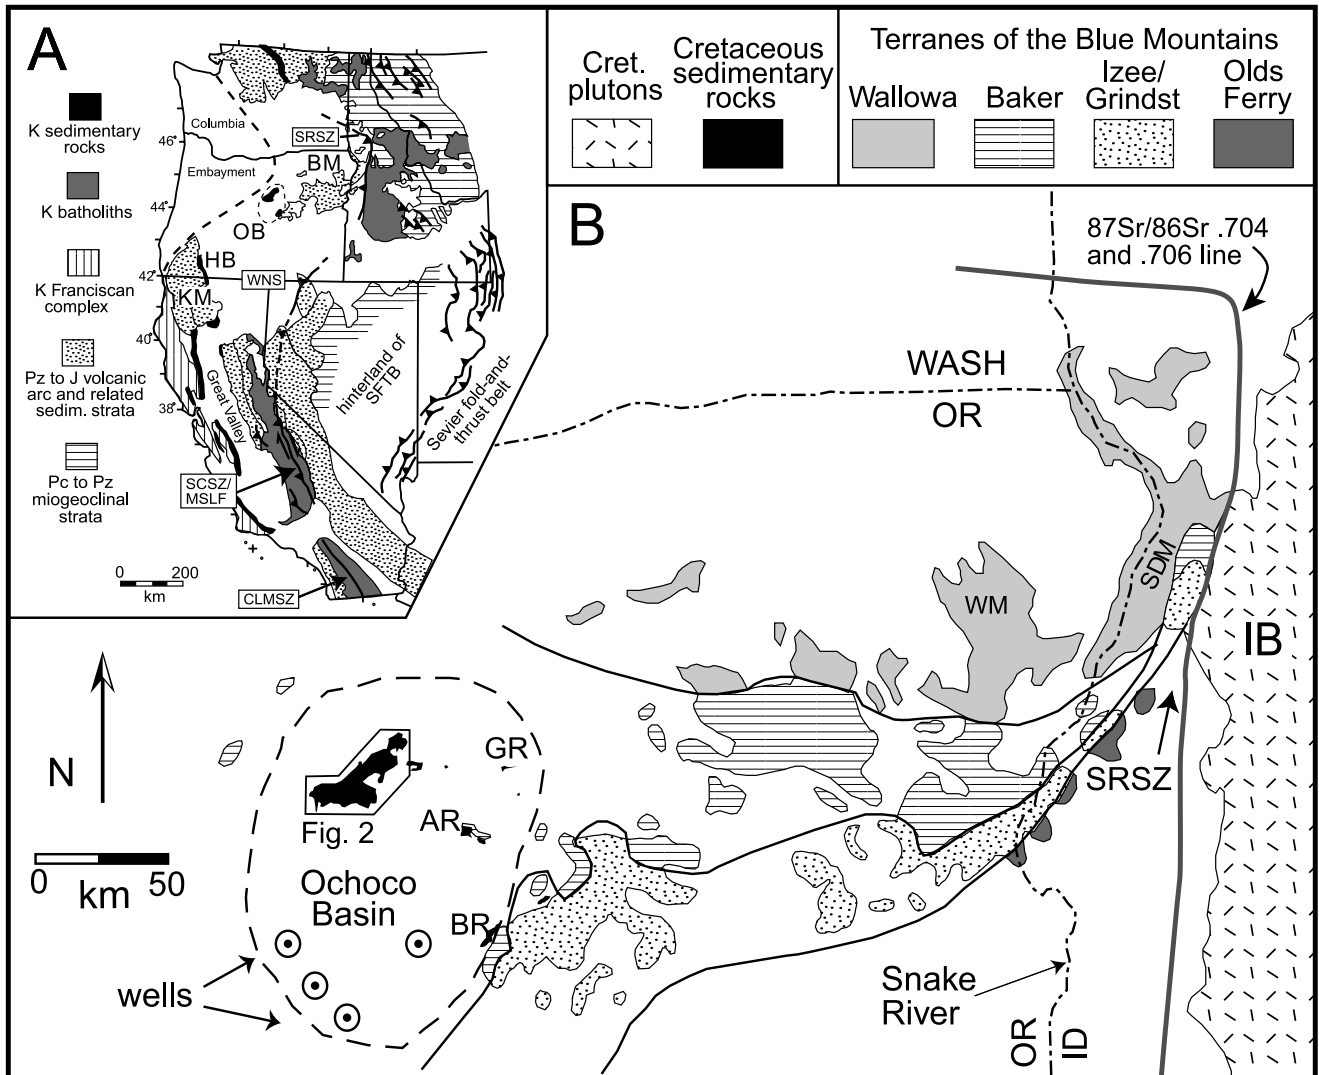 A
K sedimentary
rocks
K batholiths
K Franciscan
complex
Pz to J volcanic
arc and related
sedim. strata
Pc to Pz
miogeoclinal
strata
0 200
km
46°
44°
42°
40°
38°
Columbia
Embayment
SRSZ
BM
OB
HB
KM
WNS
Great Valley
hinterland of
SFTB
Sevier fold-and-
thrust belt
SCSZ/
MSLF
CLMSZ
Cret.
plutons
Cretaceous
sedimentary
rocks
Terranes of the Blue Mountains
Wallowa
Baker
Izee/
Grindst
Olds
Ferry
B
87Sr/86Sr .704
and .706 line
WASH
OR
SDM
WM
IB
SRSZ
N
0 km 50
GR
AR
Fig. 2
Ochoco
Basin
BR
wells
Snake
River
OR
ID